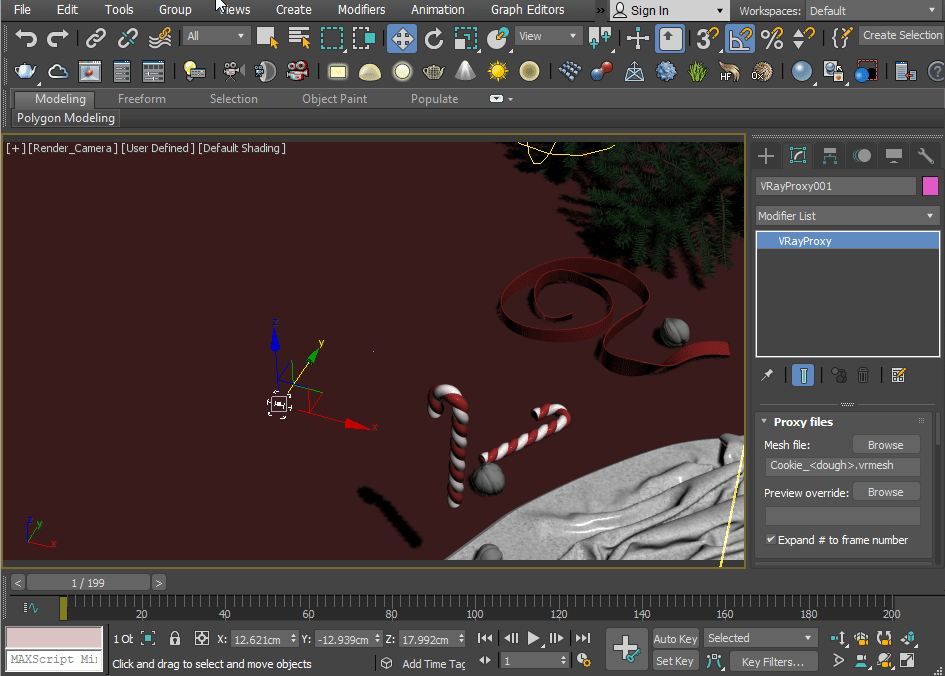 File Edit Tools Group Views Create Modifiers Animation Graph Editors » Sign In Workspaces: Default
All View 3 Create Selection
HF
Modeling Freeform Selection Object Paint Populate
Polygon Modeling
[+] [Render_Camera] [User Defined] [Default Shading]
VRayProxy001
Modifier List
VRayProxy
Proxy files
Mesh file: Browse
Cookie_<dough>.vrmesh
Preview override: Browse
Expand # to frame number
z
y
x
z
y
x
< 1 / 199 >
20 40 60 80 100 120 140 160 180 200
1 Ob X: 12.621cm Y: -12.939cm Z: 17.992cm Auto Key Selected
MAXScript Mi
Click and drag to select and move objects Add Time Tag 1 Set Key Key Filters...